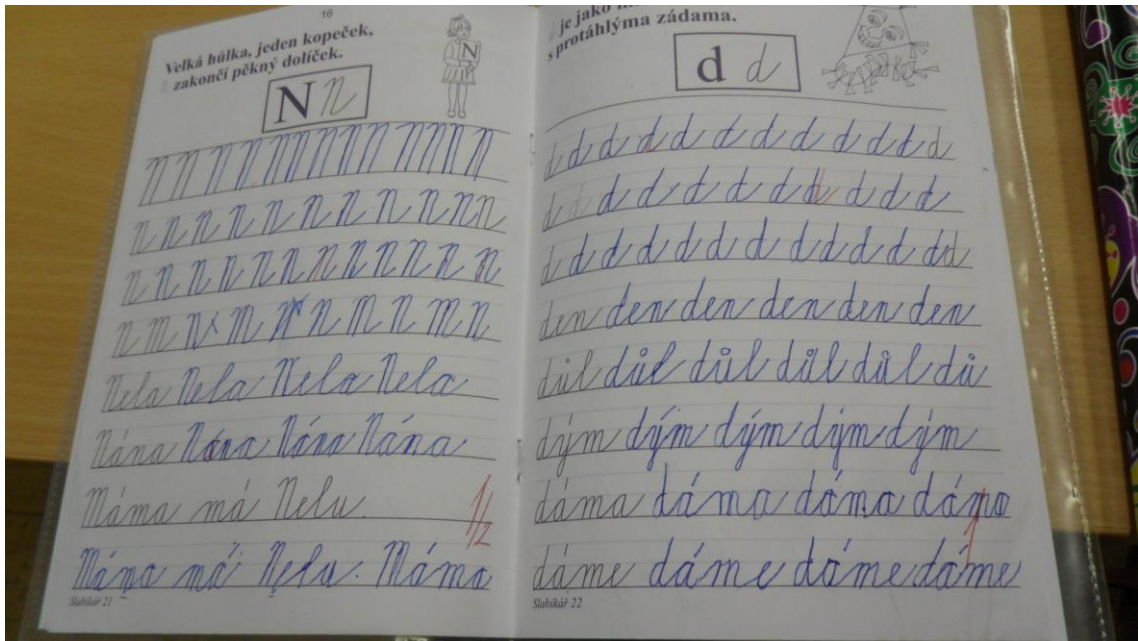 16
Velká hůlka, jeden kopeček,
zakončí pěkný dolíček.
N n
N
n n n n n n n n n n n n
n n n n n n n n n n n
n n n n n n n n n n n n
n m n x m n n m n m n
Nela Nela Nela Nela
Nána Nána Nána Nána
Máma má Nelu.
1/2
Máma má Nelu. Máma
Slabikář 21
je jako
s protáhlýma zádama.
d d
d d d d d d d d d d d d
d d d d d d d d d d d
d d d d d d d d d d d d
den den den den den den
důl důl důl důl důl dů
dým dým dým dým dým
dáma dáma dáma dáma
1
dáme dáme dáme dáme
Slabikář 22